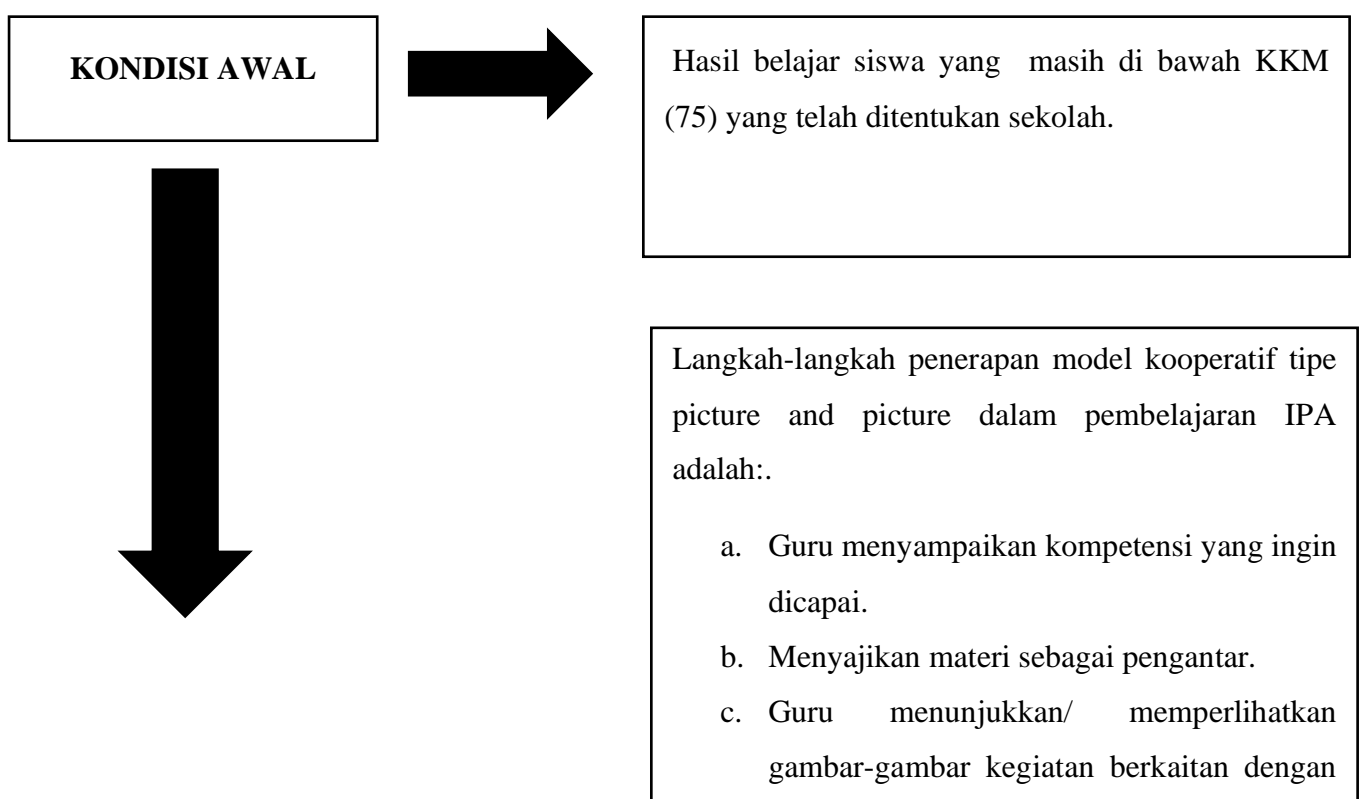 KONDISI AWAL
Hasil belajar siswa yang masih di bawah KKM
(75) yang telah ditentukan sekolah.
Langkah-langkah penerapan model kooperatif tipe
picture and picture dalam pembelajaran IPA
adalah:.
a. Guru menyampaikan kompetensi yang ingin
dicapai.
b. Menyajikan materi sebagai pengantar.
c. Guru menunjukkan/ memperlihatkan
gambar-gambar kegiatan berkaitan dengan